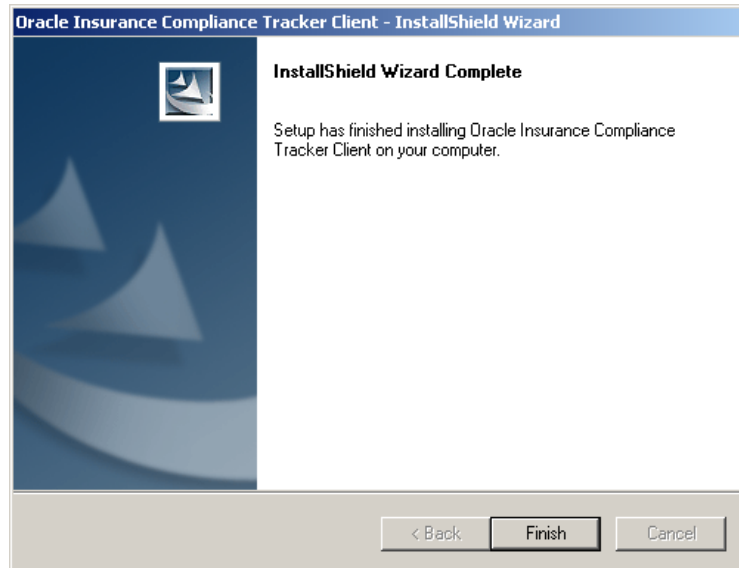 Oracle Insurance Compliance Tracker Client - InstallShield Wizard
InstallShield Wizard Complete
Setup has finished installing Oracle Insurance Compliance
Tracker Client on your computer.
< Back
Finish
Cancel